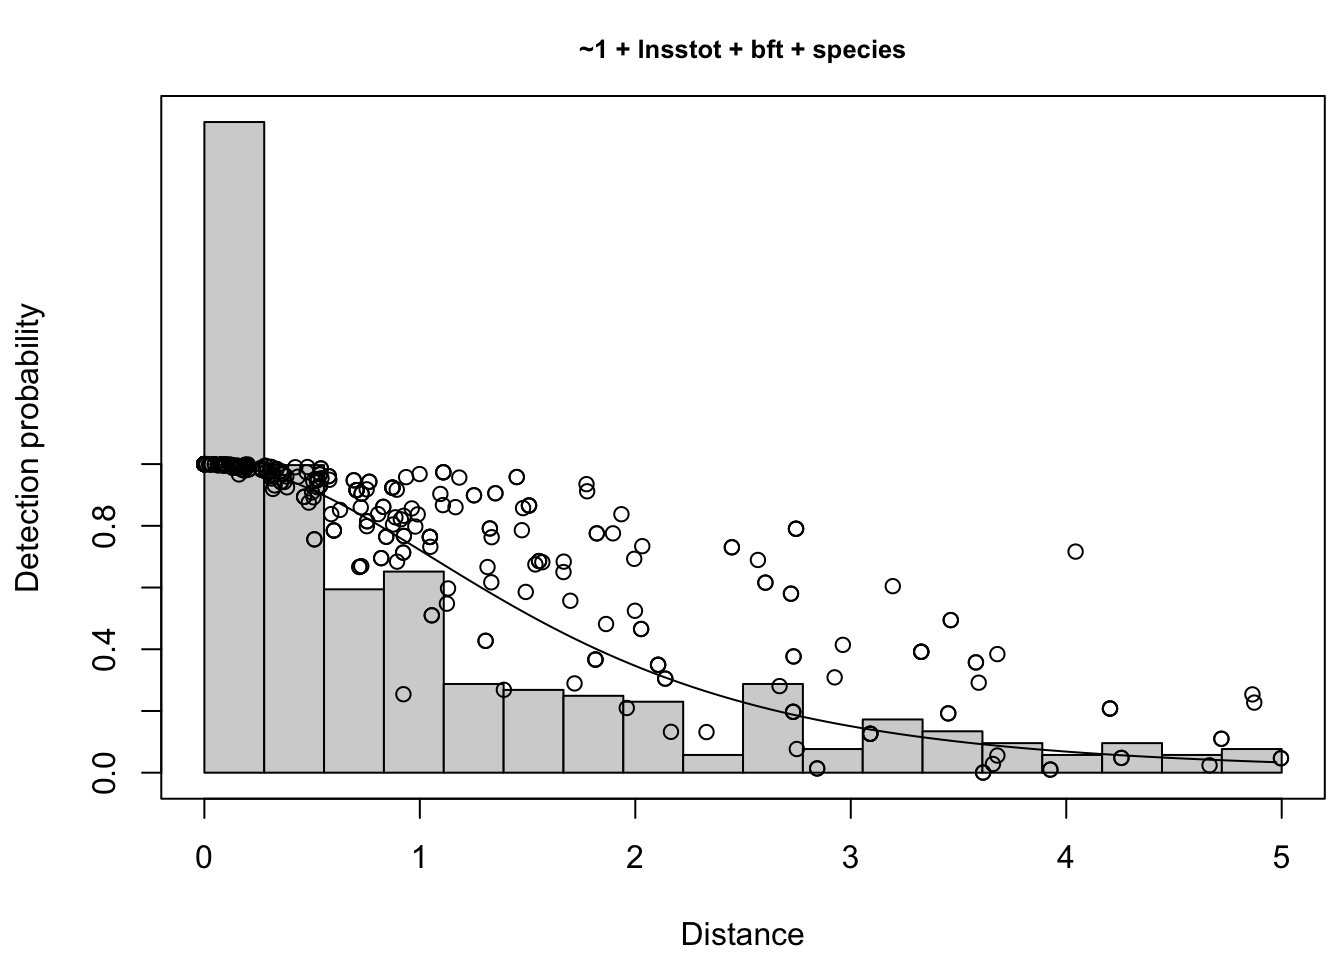 ~1 + lnsstot + bft + species
Detection probability
0.8
0.4
0.0
0 1 2 3 4 5
Distance